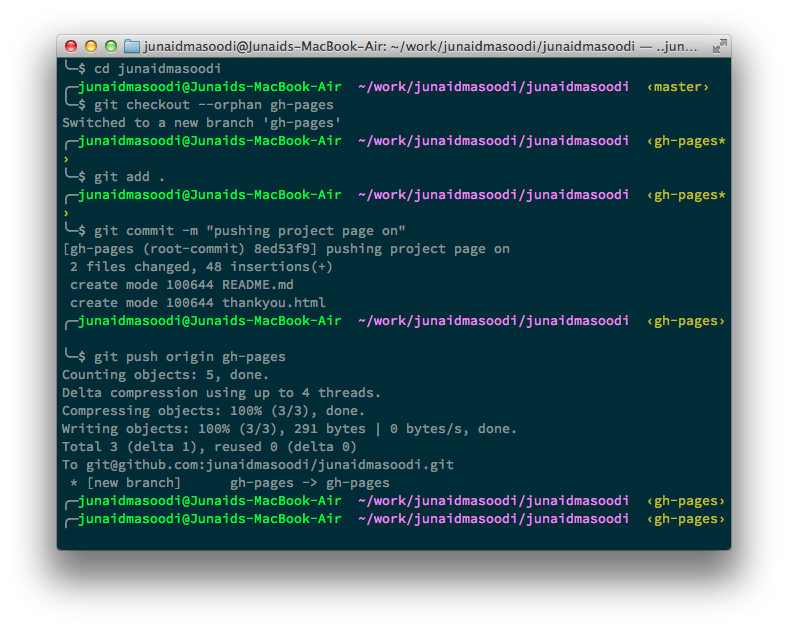 junaidmasoodi@Junaids-MacBook-Air: ~/work/junaidmasoodi/junaidmasoodi — ..jun...
╰─$ cd junaidmasoodi
╭─junaidmasoodi@Junaids-MacBook-Air  ~/work/junaidmasoodi/junaidmasoodi  ‹master›
╰─$ git checkout --orphan gh-pages
Switched to a new branch 'gh-pages'
╭─junaidmasoodi@Junaids-MacBook-Air  ~/work/junaidmasoodi/junaidmasoodi  ‹gh-pages*
›
╰─$ git add .
╭─junaidmasoodi@Junaids-MacBook-Air  ~/work/junaidmasoodi/junaidmasoodi  ‹gh-pages*
›
╰─$ git commit -m "pushing project page on"
[gh-pages (root-commit) 8ed53f9] pushing project page on
 2 files changed, 48 insertions(+)
 create mode 100644 README.md
 create mode 100644 thankyou.html
╭─junaidmasoodi@Junaids-MacBook-Air  ~/work/junaidmasoodi/junaidmasoodi  ‹gh-pages›
╰─$ git push origin gh-pages
Counting objects: 5, done.
Delta compression using up to 4 threads.
Compressing objects: 100% (3/3), done.
Writing objects: 100% (3/3), 291 bytes | 0 bytes/s, done.
Total 3 (delta 1), reused 0 (delta 0)
To git@github.com:junaidmasoodi/junaidmasoodi.git
 * [new branch]      gh-pages -> gh-pages
╭─junaidmasoodi@Junaids-MacBook-Air  ~/work/junaidmasoodi/junaidmasoodi  ‹gh-pages›
╭─junaidmasoodi@Junaids-MacBook-Air  ~/work/junaidmasoodi/junaidmasoodi  ‹gh-pages›